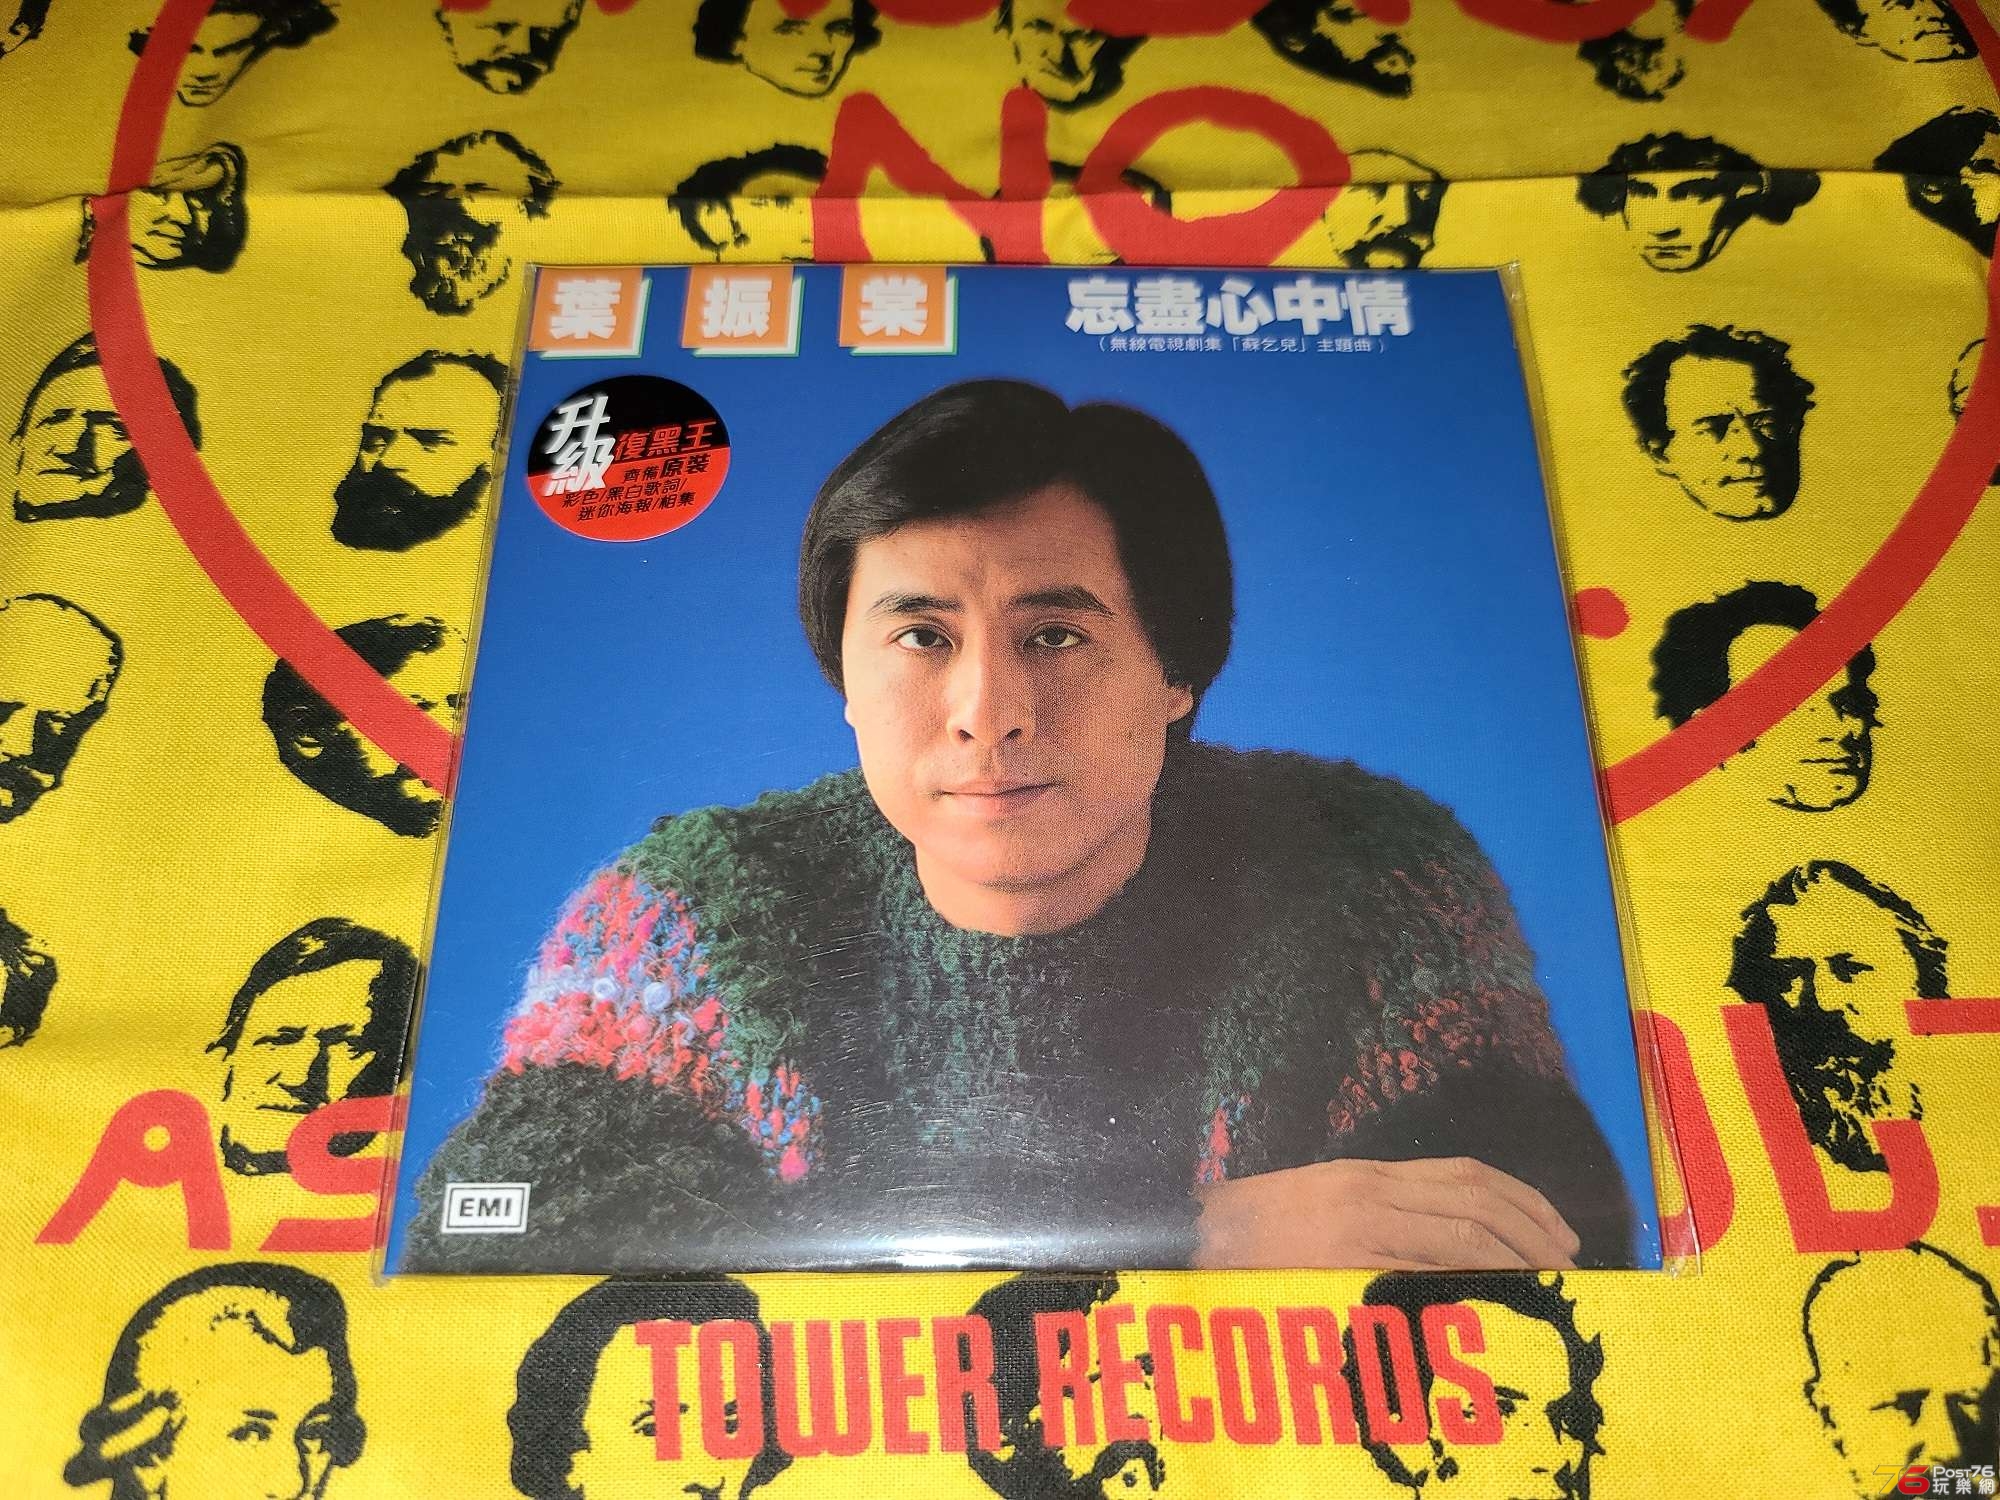 NO
葉振棠
忘盡心中情
(無線電視劇集「蘇乞兒」主題曲)
升級
復黑王
齊備原裝
彩色/黑白歌詞/
迷你海報/相集
EMI
TOWER RECORDS
76 POST76
玩樂網